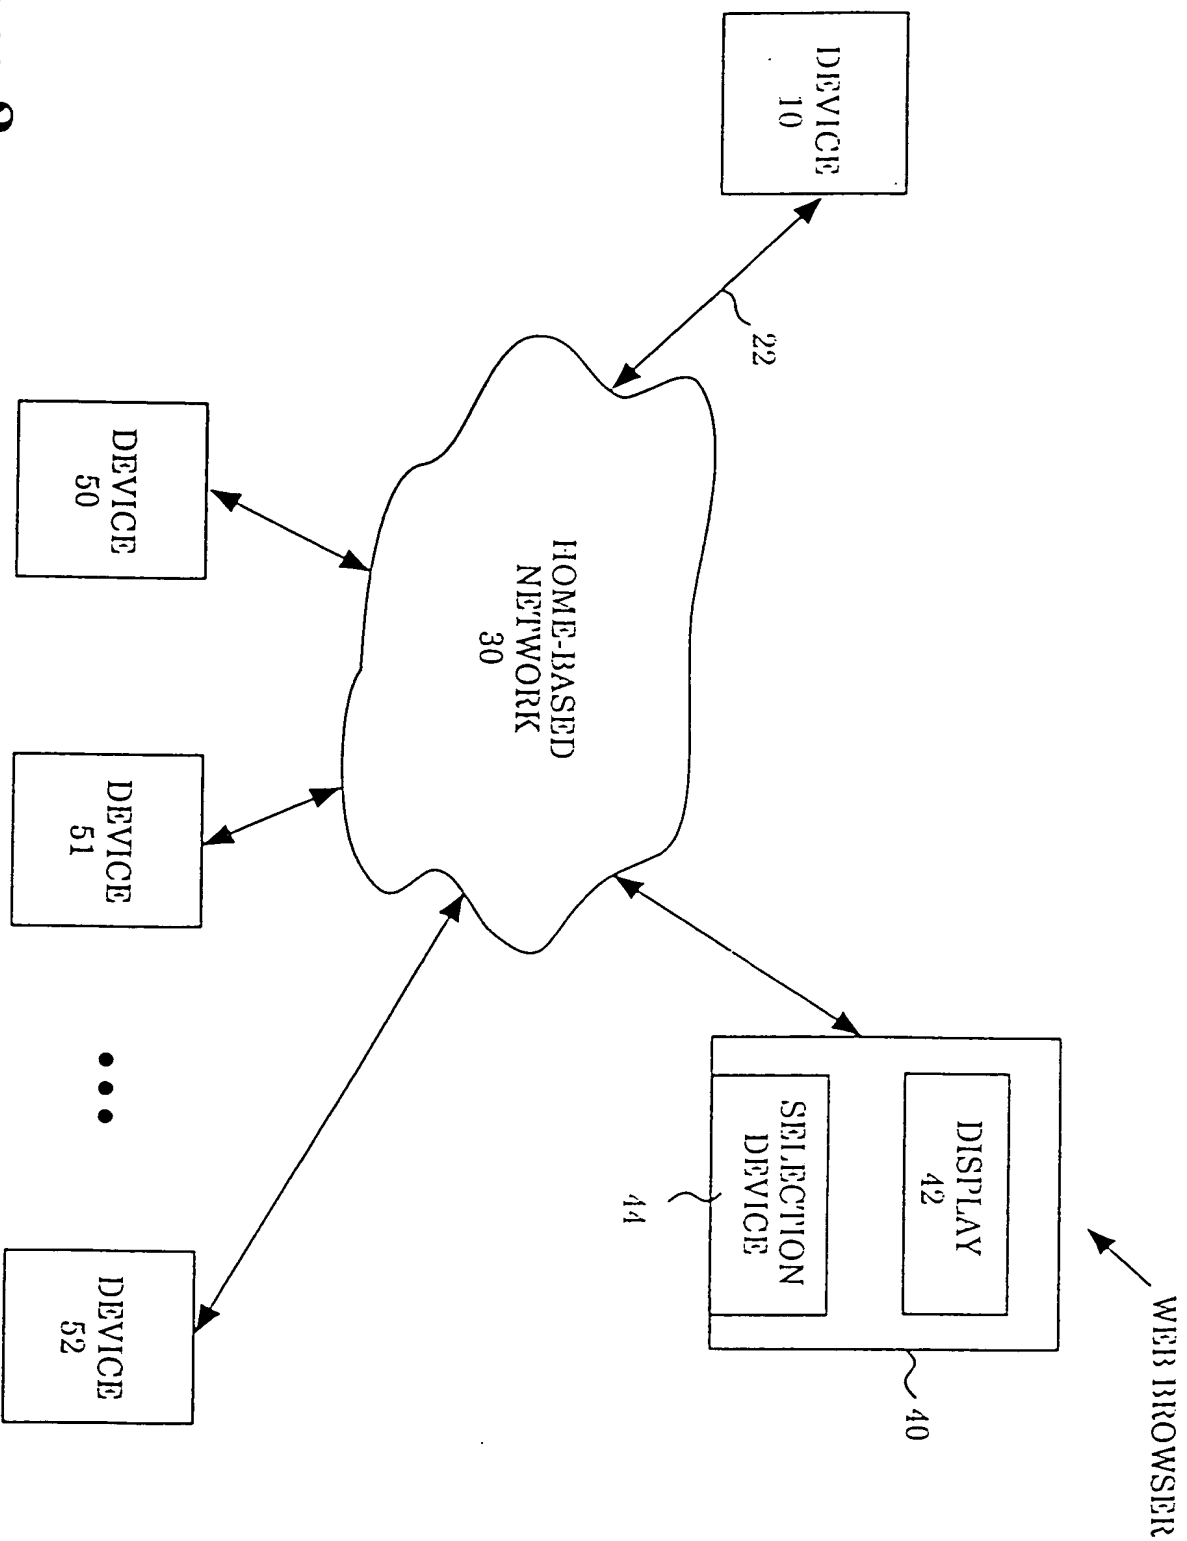 WEB BROWSER
DEVICE
10
22
DISPLAY
42
40
SELECTION
DEVICE
44
HOME-BASED
NETWORK
30
DEVICE
50
DEVICE
51
• • •
DEVICE
52